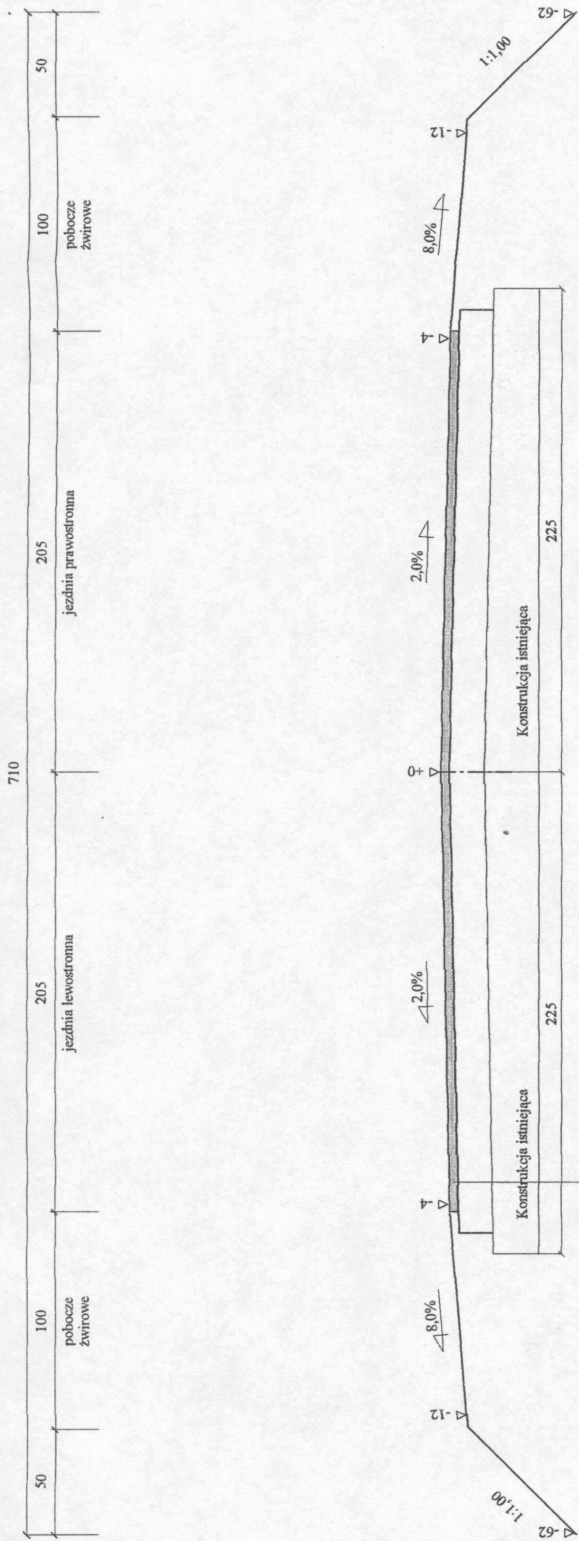 710
50
100
205
205
100
50
pobocze
żwirowe
jezdnia lewostronna
jezdnia prawostronna
pobocze
żwirowe
-62
1:1,00
-12
8,0%
-4
2,0%
+0
2,0%
-4
8,0%
-12
1:1,00
-62
Konstrukcja istniejąca
Konstrukcja istniejąca
225
225